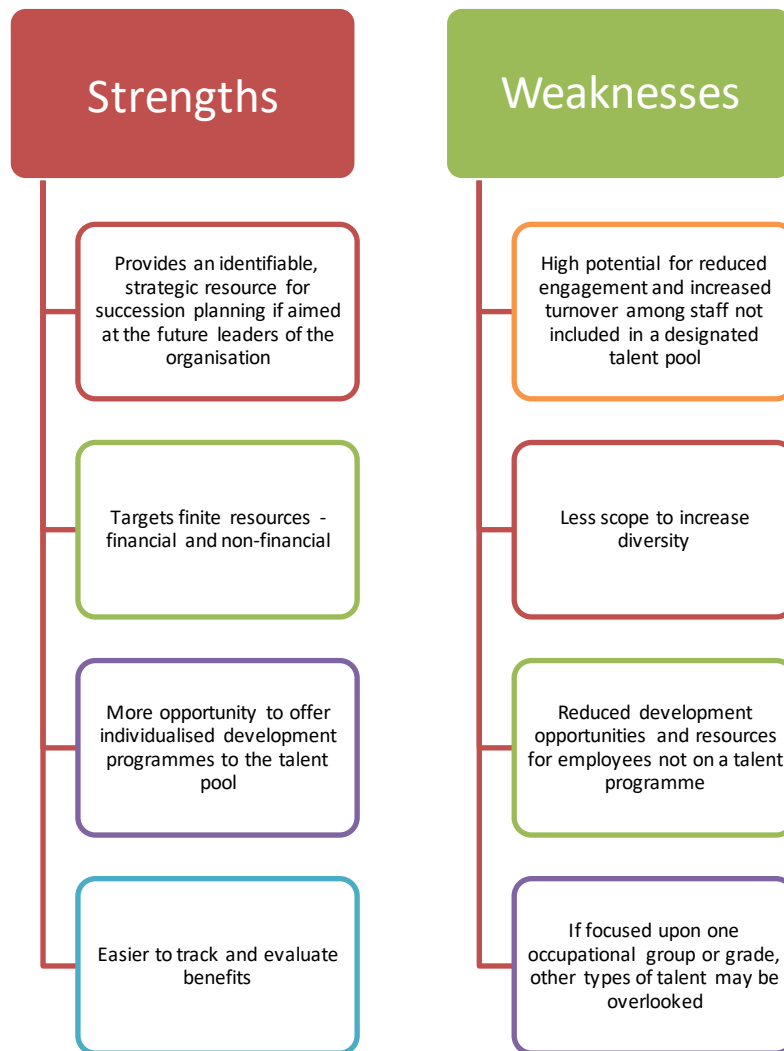 Strengths
Provides an identifiable,
strategic resource for
succession planning if aimed
at the future leaders of the
organisation
Targets finite resources -
financial and non-financial
More opportunity to offer
individualised development
programmes to the talent
pool
Easier to track and evaluate
benefits
Weaknesses
High potential for reduced
engagement and increased
turnover among staff not
included in a designated
talent pool
Less scope to increase
diversity
Reduced development
opportunities and resources
for employees not on a talent
programme
If focused upon one
occupational group or grade,
other types of talent may be
overlooked